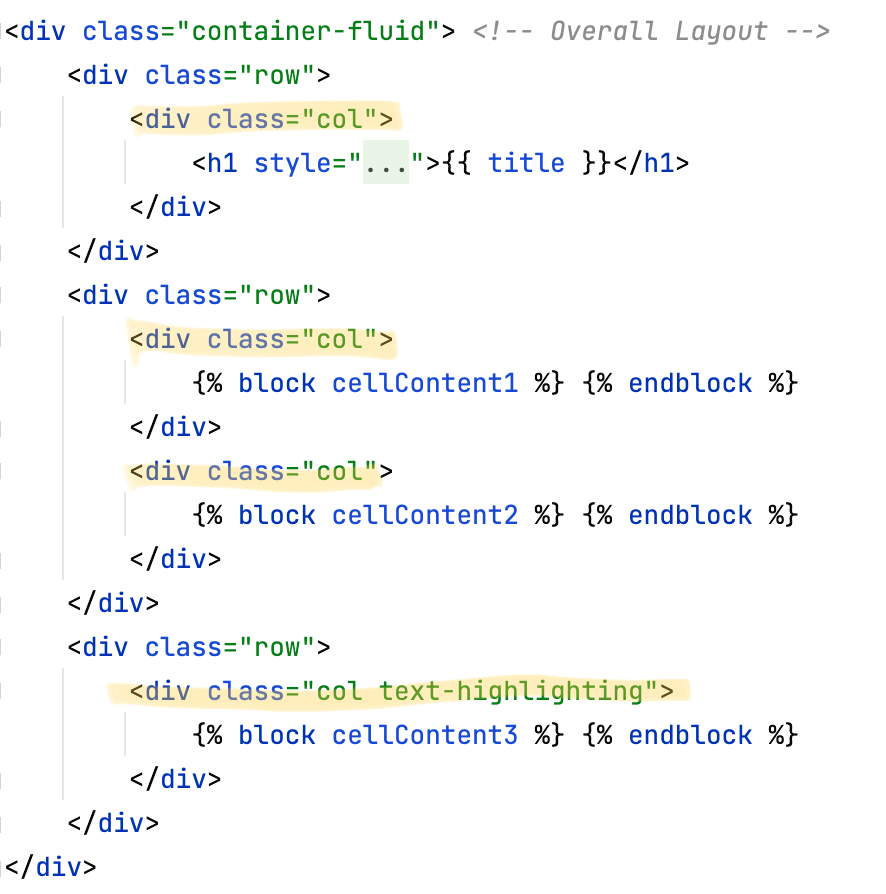 <div class="container-fluid"> <!-- Overall Layout -->
    <div class="row">
        <div class="col">
            <h1 style="...">{{ title }}</h1>
        </div>
    </div>
    <div class="row">
        <div class="col">
            {% block cellContent1 %} {% endblock %}
        </div>
        <div class="col">
            {% block cellContent2 %} {% endblock %}
        </div>
    </div>
    <div class="row">
        <div class="col text-highlighting">
            {% block cellContent3 %} {% endblock %}
        </div>
    </div>
</div>